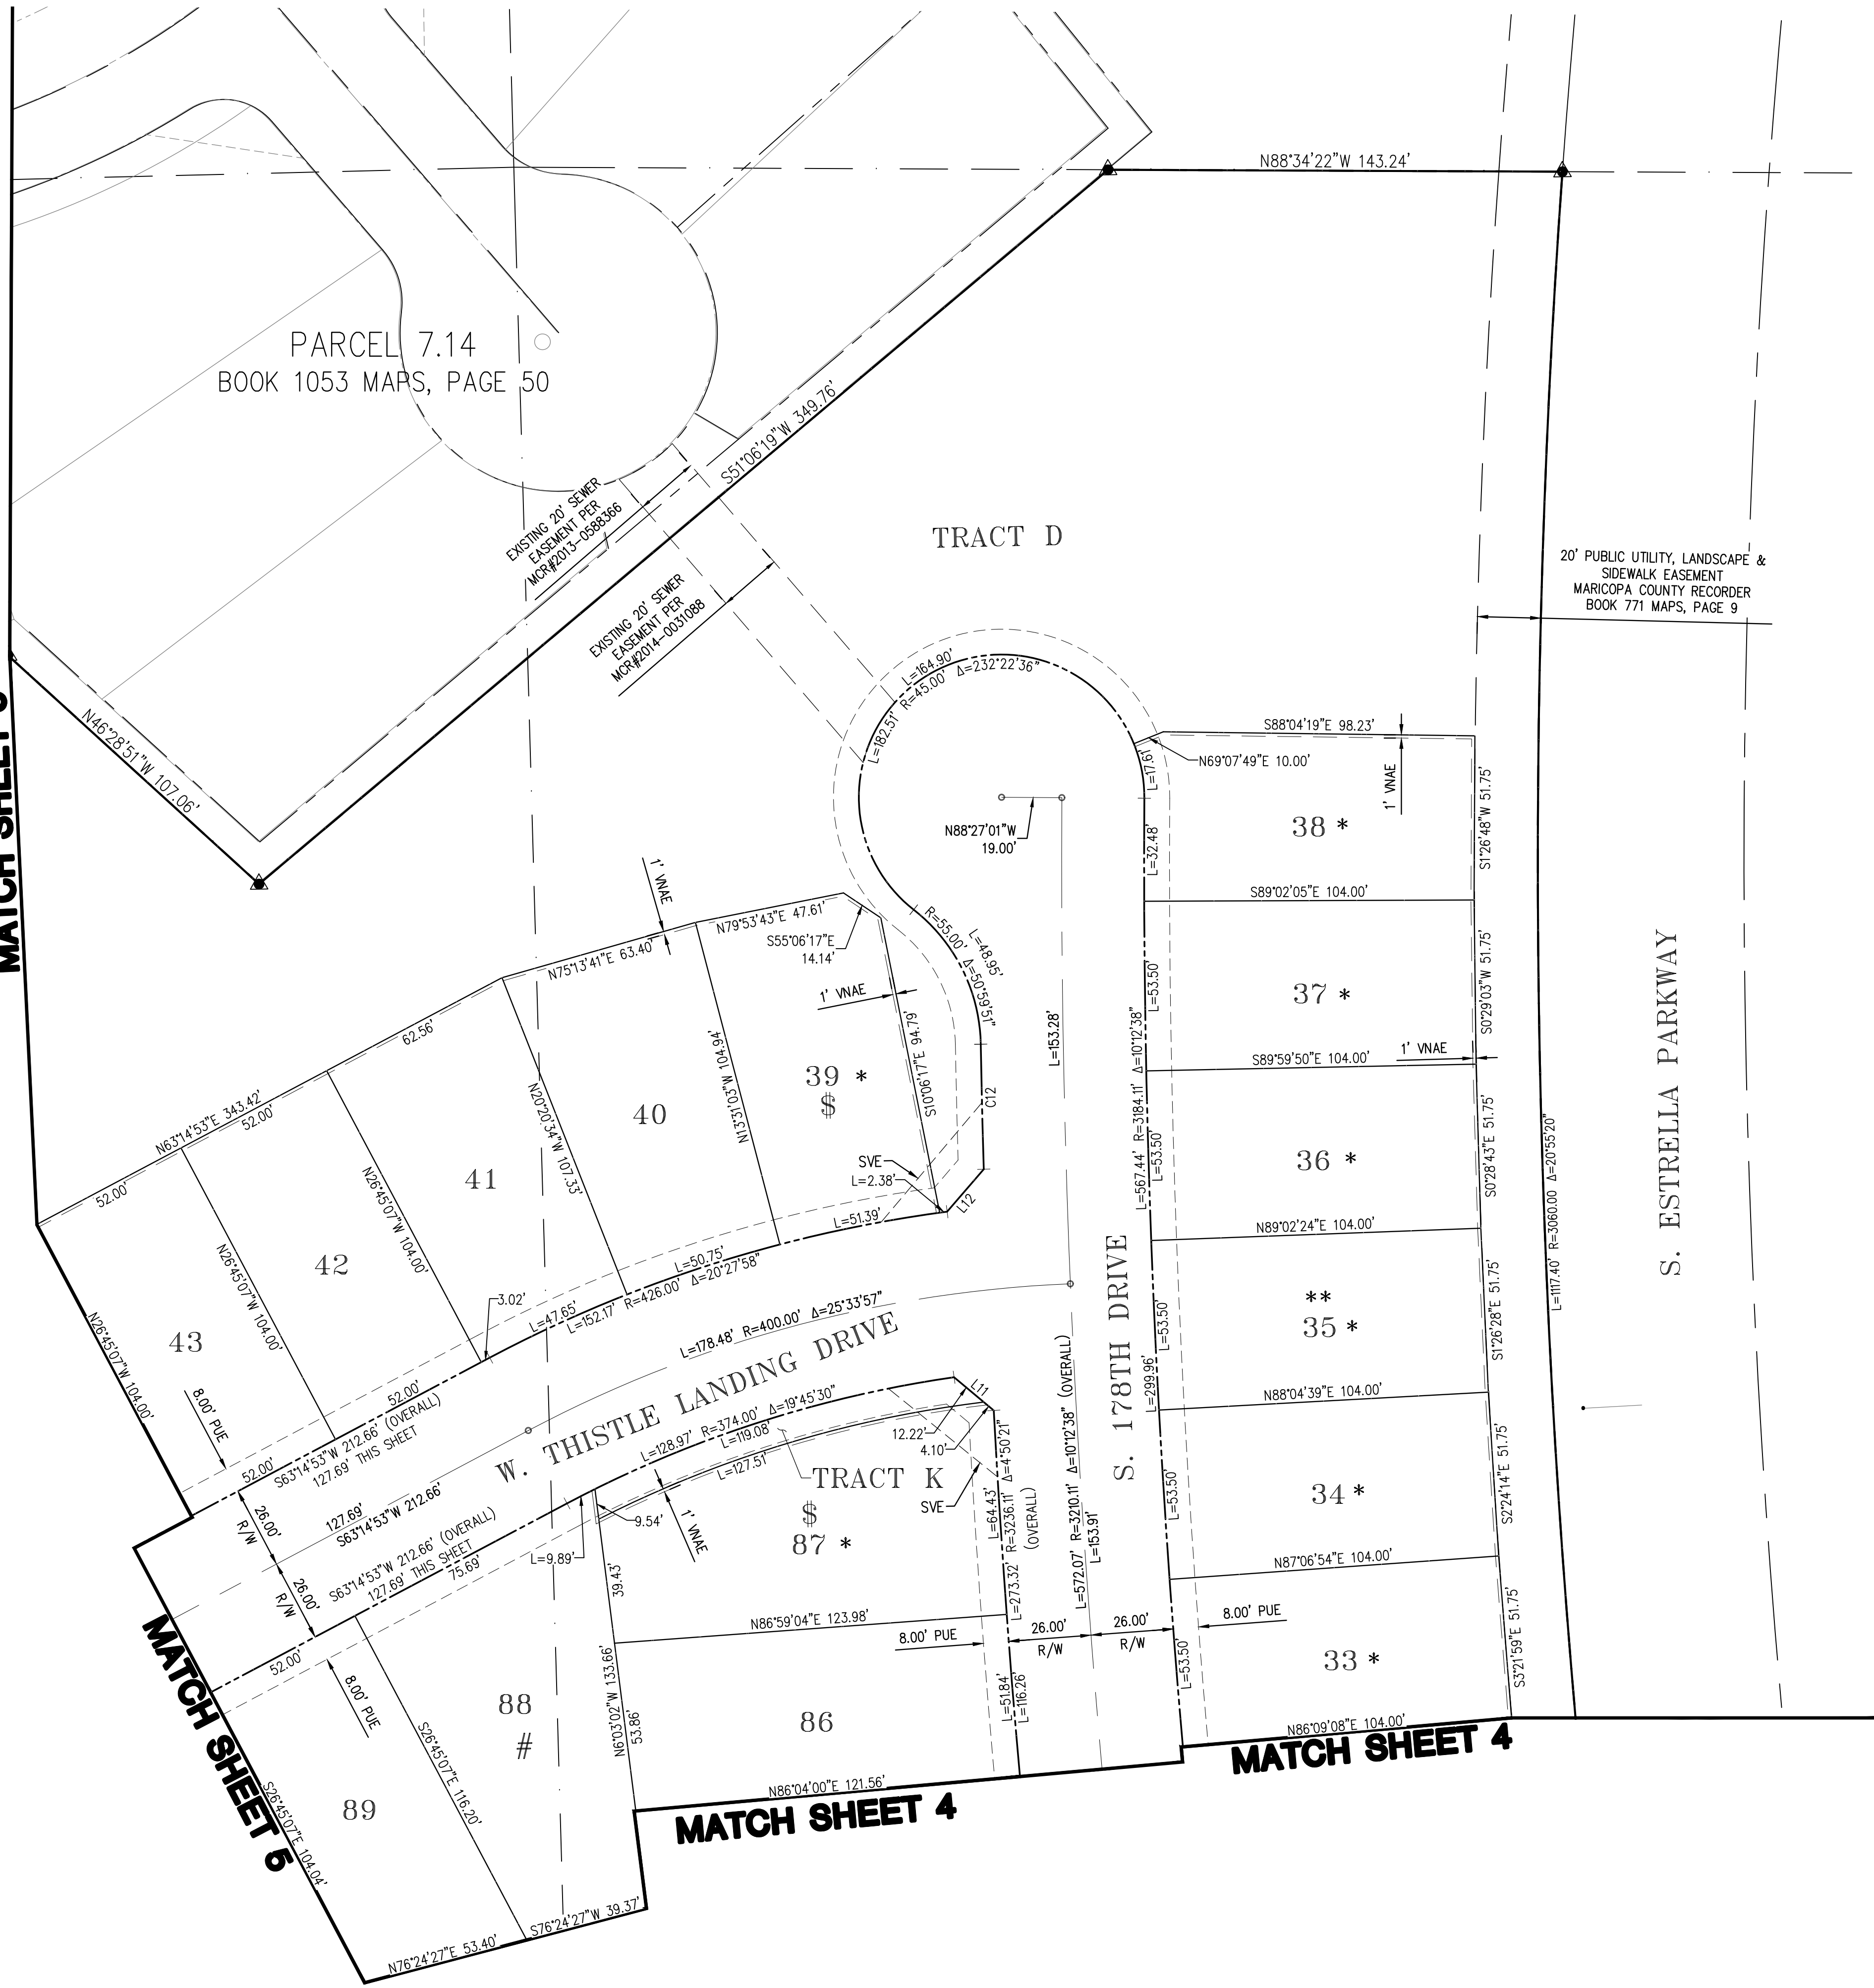 N88°34'22"W 143.24'
PARCEL 7.14
BOOK 1053 MAPS, PAGE 50
S51°06'19"W 349.76'
EXISTING 20' SEWER
EASEMENT PER
MCR#2013-0588366
EXISTING 20' SEWER
EASEMENT PER
MCR#2014-0031088
TRACT D
20' PUBLIC UTILITY, LANDSCAPE &
SIDEWALK EASEMENT
MARICOPA COUNTY RECORDER
BOOK 771 MAPS, PAGE 9
N46°28'51"W 107.06'
L=164.90'
R=45.00' Δ=232°22'36"
L=182.51'
L=17.61'
S88°04'19"E 98.23'
N69°07'49"E 10.00'
1' VNAE
38 *
S1°26'48"W 51.75'
N88°27'01"W
19.00'
L=32.48'
S89°02'05"E 104.00'
R=55.00' Δ=50°59'51"
L=48.95'
L=153.28'
L=53.50'
37 *
S0°29'03"W 51.75'
S89°59'50"E 104.00'
1' VNAE
L=567.44' R=3184.11' Δ=10°12'38"
L=53.50'
36 *
S0°28'43"E 51.75'
N89°02'24"E 104.00'
L=53.50'
L=299.96'
**
35 *
S1°26'28"E 51.75'
N88°04'39"E 104.00'
L=53.50'
34 *
S2°24'14"E 51.75'
N87°06'54"E 104.00'
8.00' PUE
L=53.50'
33 *
S3°21'59"E 51.75'
N86°09'08"E 104.00'
MATCH SHEET 4
L=1117.40' R=3060.00 Δ=20°55'20"
S. ESTRELLA PARKWAY
S. 178TH DRIVE
1' VNAE
N79°53'43"E 47.61'
S55°06'17"E
14.14'
N75°13'41"E 63.40'
1' VNAE
S10°06'17"E 94.79'
39 *
$
C12
SVE
L=2.38'
L12
N13°31'03"W 104.94'
40
L=51.39'
62.56'
N20°20'34"W 107.33'
41
L=50.75'
N63°14'53"E 343.42'
52.00'
52.00'
N26°45'07"W 104.00'
42
3.02'
L=47.65'
L=152.17' R=426.00' Δ=20°27'58"
N26°45'07"W 104.00'
43
N26°45'07"W 104.00'
8.00' PUE
52.00'
52.00'
S63°14'53"W 212.66' (OVERALL)
127.69' THIS SHEET
L=178.48' R=400.00' Δ=25°33'57"
W. THISTLE LANDING DRIVE
127.69'
S63°14'53"W 212.66'
26.00'
R/W
26.00'
R/W
S63°14'53"W 212.66' (OVERALL)
127.69' THIS SHEET
75.69'
52.00'
L=128.97' R=374.00' Δ=19°45'30"
L=119.08'
L=127.51'
L11
12.22'
4.10'
TRACT K
SVE
$
87 *
1' VNAE
9.54'
L=9.89'
39.43'
L=64.43'
L=273.32' R=3236.11' Δ=4°50'21"
(OVERALL)
L=572.07' R=3210.11' Δ=10°12'38" (OVERALL)
L=153.91'
N86°59'04"E 123.98'
8.00' PUE
26.00'
R/W
26.00'
R/W
L=51.84'
L=116.26'
N6°03'02"W 133.66'
53.86'
86
N86°04'00"E 121.56'
MATCH SHEET 4
8.00' PUE
88
#
S26°45'07"E 116.20'
89
S26°45'07"E 104.04'
MATCH SHEET 5
N76°24'27"E 53.40'
S76°24'27"W 39.37'